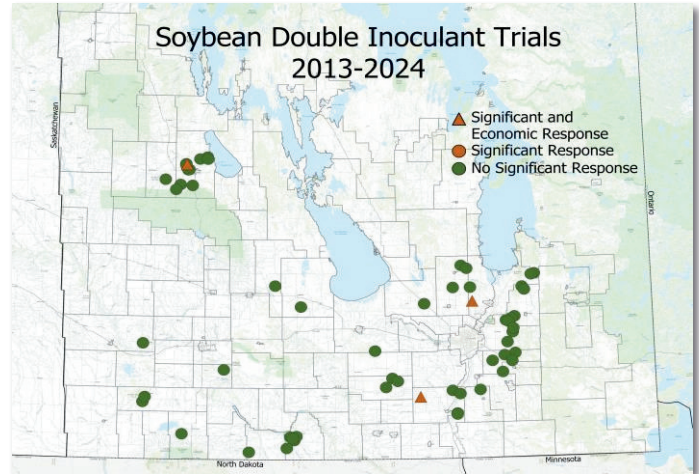 Soybean Double Inoculant Trials
2013-2024
Significant and
Economic Response
Significant Response
No Significant Response
Saskatchewan
Ontario
North Dakota
Minnesota